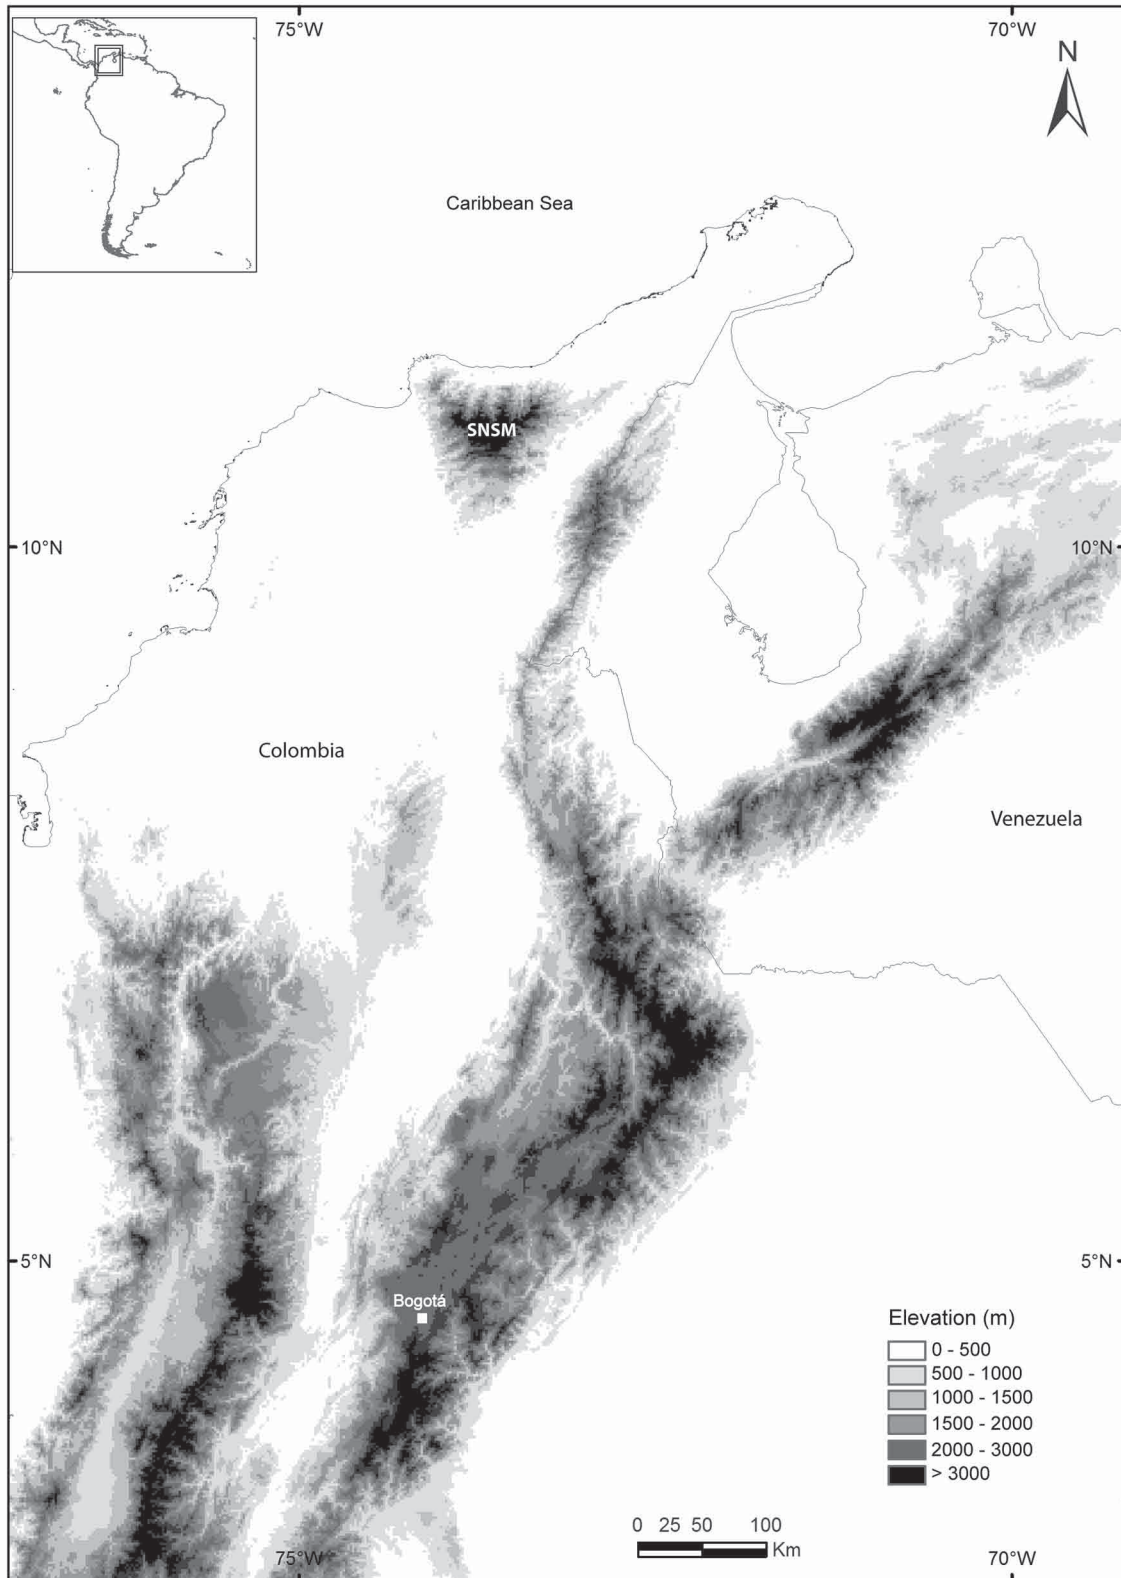 75°W
70°W
N
Caribbean Sea
SNSM
10°N
10°N
Colombia
Venezuela
5°N
5°N
Bogotá
Elevation (m)
0 - 500
500 - 1000
1000 - 1500
1500 - 2000
2000 - 3000
> 3000
0 25 50 100
Km
75°W
70°W